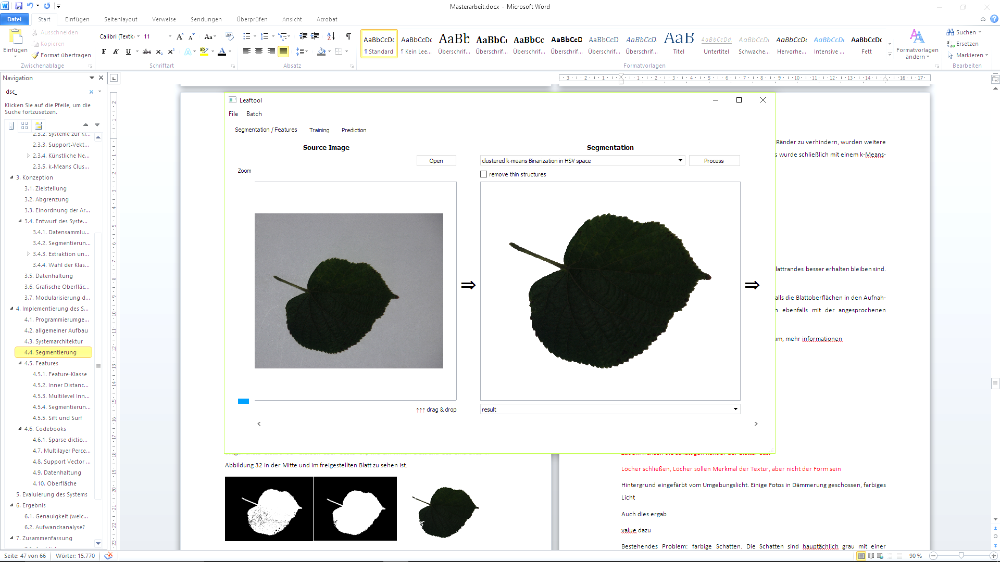 Masterarbeit.docx - Microsoft Word
Datei Start Einfügen Seitenlayout Verweise Sendungen Überprüfen Ansicht Acrobat
Einfügen
Ausschneiden
Kopieren
Format übertragen
Zwischenablage
Calibri (Textk 11
F K U abc x₂ x²
Schriftart
Absatz
AaBbCcDc AaBbCcDc AaBb AaBbCc AaBbCc AaBbCcD AaBbCcD AaBbCcD AaB AaBbCcDd AaBbCcDc AaBbCcDc AaBbCcDc AaBbCcDc
¶ Standard ¶ Kein Lee... Überschrif... Überschrif... Überschrif... Überschrif... Überschrif... Überschrif... Titel Untertitel Schwache... Hervorhe... Intensive ... Fett
Formatvorlagen ändern
Formatvorlagen
Suchen
Ersetzen
Markieren
Bearbeiten
Navigation
dsc_
Klicken Sie auf die Pfeile, um die
Suche fortzusetzen.
2.3.2. Systeme zur Kl...
2.3.3. Support-Vekt...
2.3.4. Künstliche Ne...
2.3.5. k-Means Clus...
3. Konzeption
3.1. Zielstellung
3.2. Abgrenzung
3.3. Einordnung der Ar...
3.4. Entwurf des Syste...
3.4.1. Datensammlu...
3.4.2. Segmentierun...
3.4.3. Extraktion un...
3.4.4. Wahl der Klas...
3.5. Datenhaltung
3.6. Grafische Oberfläc...
3.7. Modularisierung d...
4. Implementierung des S...
4.1. Programmierumge...
4.2. allgemeiner Aufbau
4.3. Systemarchitektur
4.4. Segmentierung
4.5. Features
4.5.1. Feature-Klasse
4.5.2. Inner Distanc...
4.5.3. Multilevel Inn...
4.5.4. Segmentierun...
4.5.5. Sift und Surf
4.6. Codebooks
4.6.1. Sparse dictio...
4.7. Multilayer Perce...
4.8. Support Vector ...
4.9. Datenhaltung
4.10. Oberfläche
5. Evaluierung des Systems
6. Ergebnis
6.1. Genauigkeit (welc...
6.2. Aufwandsanalyse?
7. Zusammenfassung
Leaftool
File Batch
Segmentation / Features Training Prediction
Source Image
Open
Zoom
↑↑↑ drag & drop
⇒
Segmentation
clustered k-means Binarization in HSV space Process
remove thin structures
result
⇒
< >
Abbildung 32 in der Mitte und im freigestellten Blatt zu sehen ist.
Ränder zu verhindern, wurden weitere
s wurde schließlich mit einem k-Means-
lattrandes besser erhalten bleiben sind.
alls die Blattoberflächen in den Aufnah-
n ebenfalls mit der angesprochenen
um, mehr informationen
Zudem fransen die schattigen Ränder der Blätter aus.
Löcher schließen, Löcher sollen Merkmal der Textur, aber nicht der Form sein
Hintergrund eingefärbt vom Umgebungslicht. Einige Fotos in Dämmerung geschossen, farbiges
Licht
Auch dies ergab
value dazu
Bestehendes Problem: farbige Schatten. Die Schatten sind hauptächlich grau mit einer
Seite: 47 von 66 Wörter: 15.770 90 %